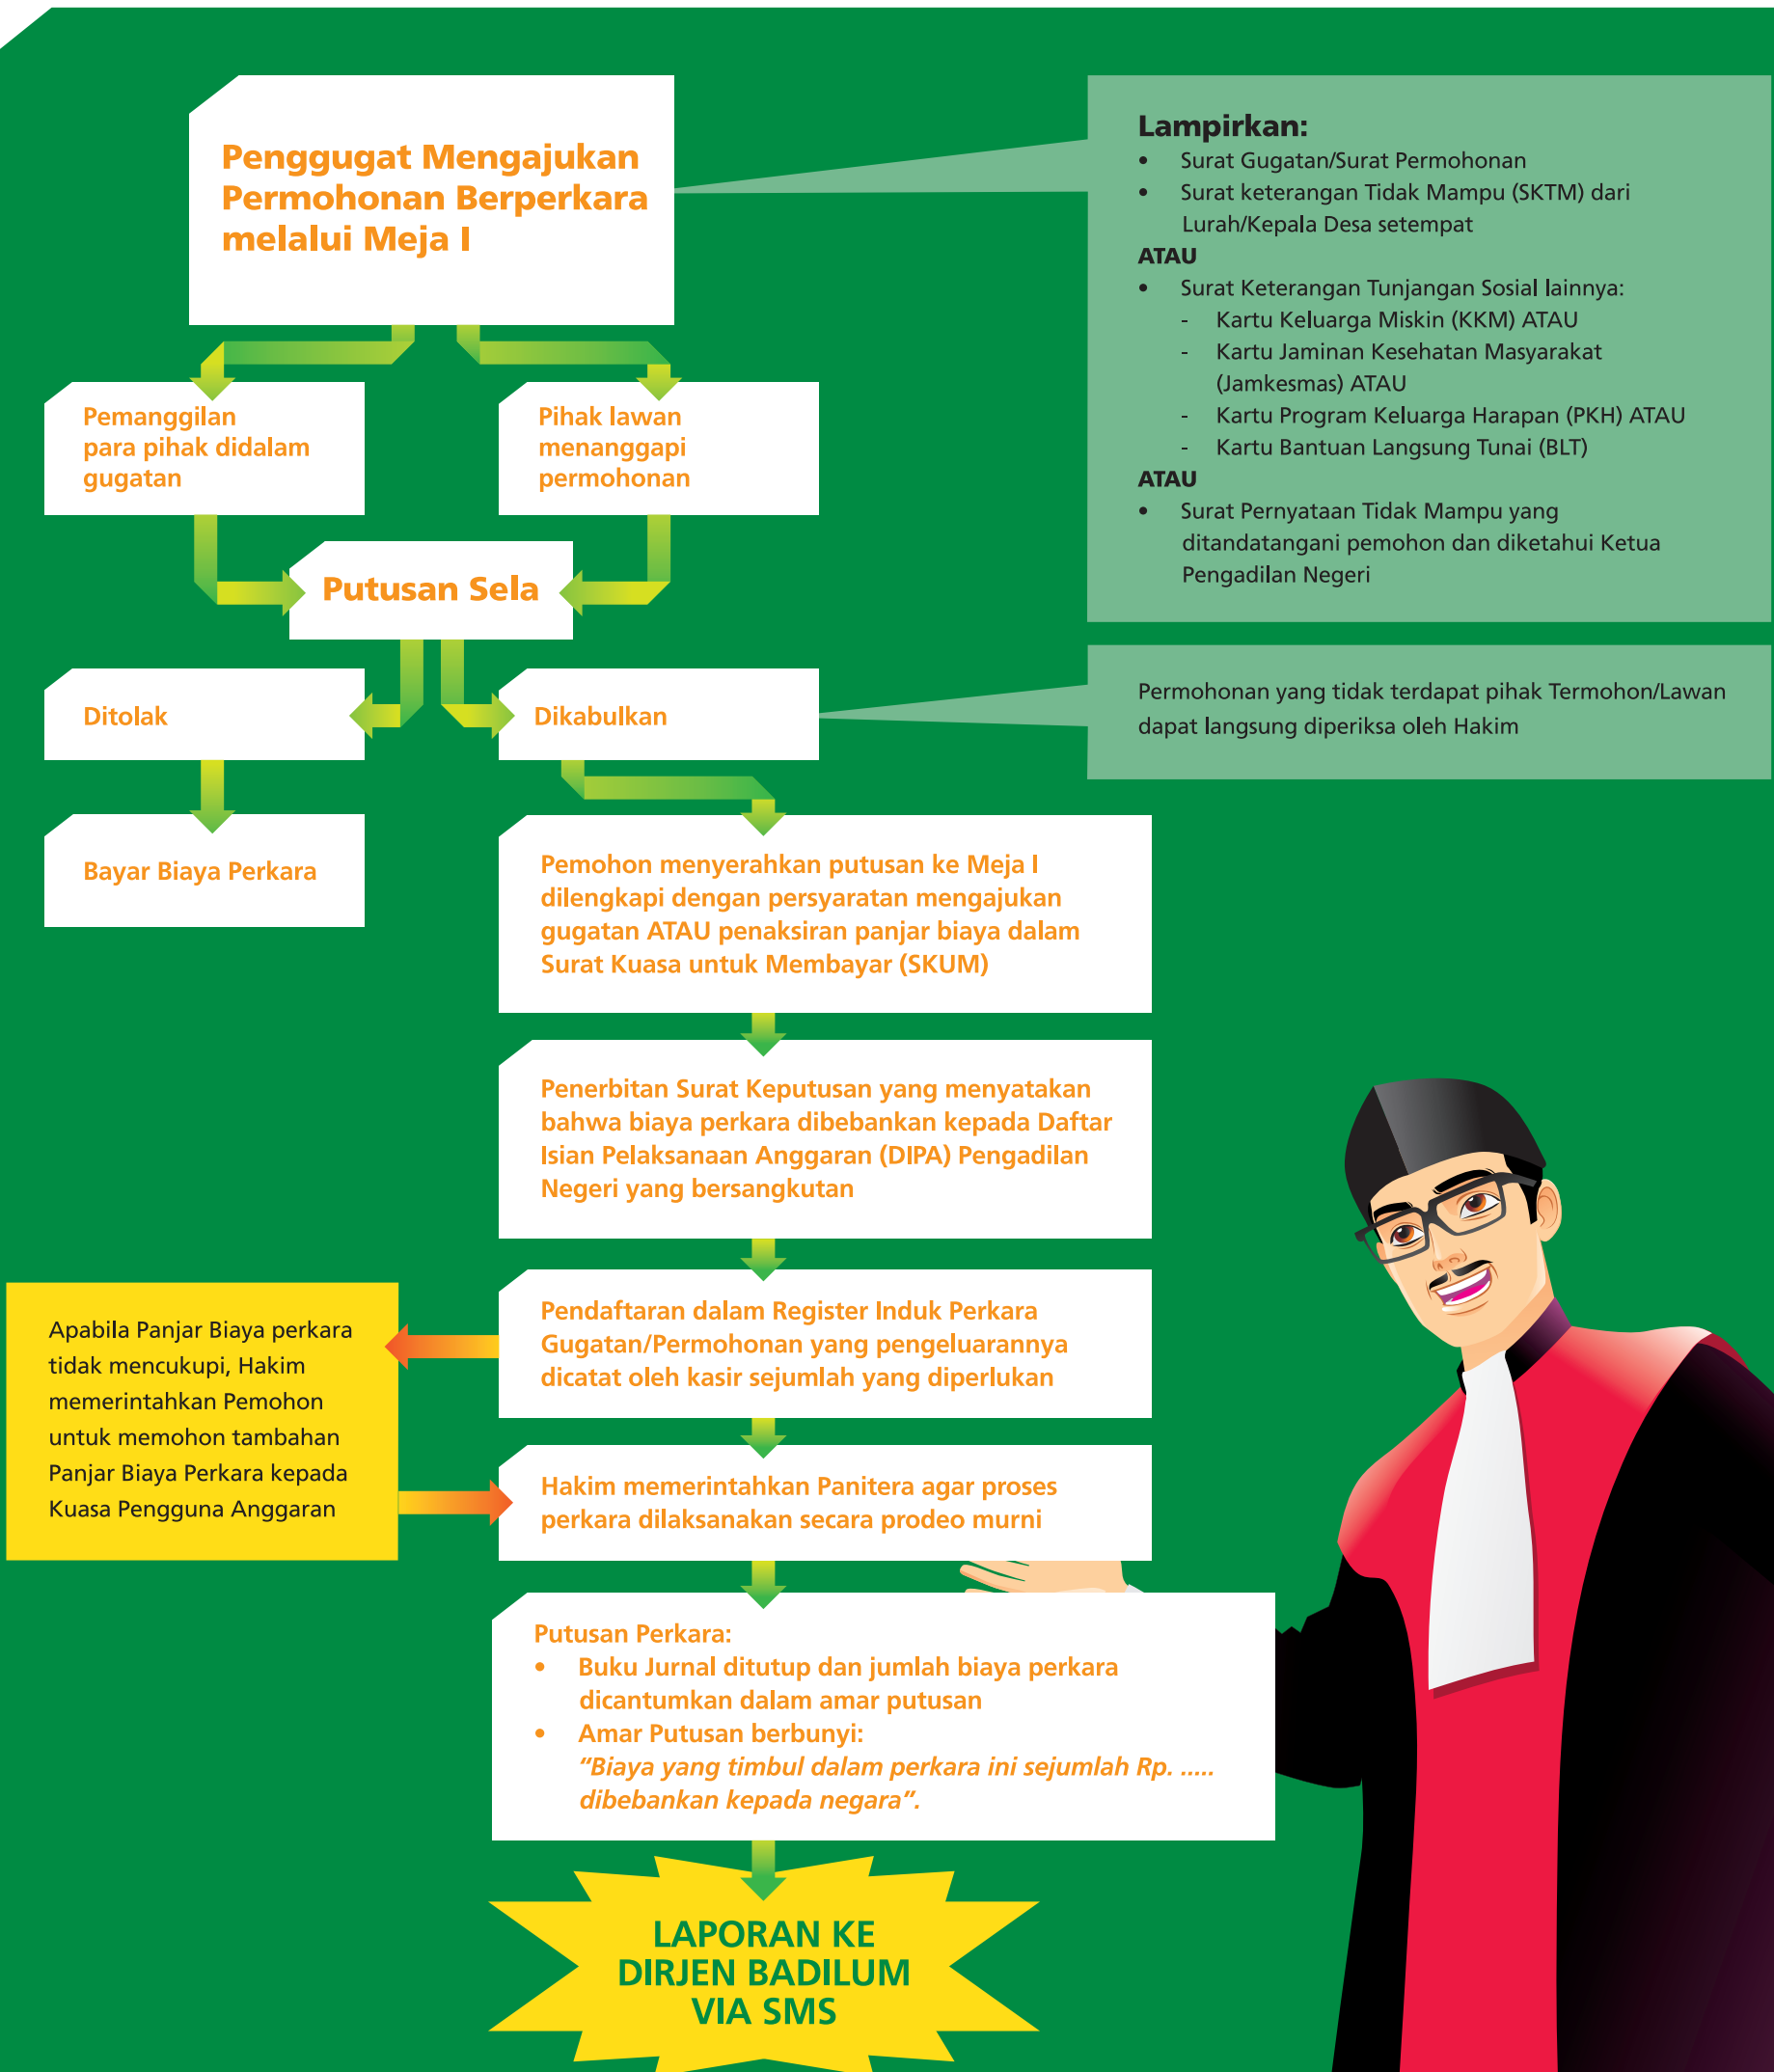 Penggugat Mengajukan
Permohonan Berperkara
melalui Meja I
Lampirkan:
• Surat Gugatan/Surat Permohonan
• Surat keterangan Tidak Mampu (SKTM) dari
Lurah/Kepala Desa setempat
ATAU
• Surat Keterangan Tunjangan Sosial lainnya:
- Kartu Keluarga Miskin (KKM) ATAU
- Kartu Jaminan Kesehatan Masyarakat
(Jamkesmas) ATAU
- Kartu Program Keluarga Harapan (PKH) ATAU
- Kartu Bantuan Langsung Tunai (BLT)
ATAU
• Surat Pernyataan Tidak Mampu yang
ditandatangani pemohon dan diketahui Ketua
Pengadilan Negeri
Pemanggilan
para pihak didalam
gugatan
Pihak lawan
menanggapi
permohonan
Putusan Sela
Ditolak
Dikabulkan
Permohonan yang tidak terdapat pihak Termohon/Lawan
dapat langsung diperiksa oleh Hakim
Bayar Biaya Perkara
Pemohon menyerahkan putusan ke Meja I
dilengkapi dengan persyaratan mengajukan
gugatan ATAU penaksiran panjar biaya dalam
Surat Kuasa untuk Membayar (SKUM)
Penerbitan Surat Keputusan yang menyatakan
bahwa biaya perkara dibebankan kepada Daftar
Isian Pelaksanaan Anggaran (DIPA) Pengadilan
Negeri yang bersangkutan
Pendaftaran dalam Register Induk Perkara
Gugatan/Permohonan yang pengeluarannya
dicatat oleh kasir sejumlah yang diperlukan
Apabila Panjar Biaya perkara
tidak mencukupi, Hakim
memerintahkan Pemohon
untuk memohon tambahan
Panjar Biaya Perkara kepada
Kuasa Pengguna Anggaran
Hakim memerintahkan Panitera agar proses
perkara dilaksanakan secara prodeo murni
Putusan Perkara:
• Buku Jurnal ditutup dan jumlah biaya perkara
dicantumkan dalam amar putusan
• Amar Putusan berbunyi:
“Biaya yang timbul dalam perkara ini sejumlah Rp. .....
dibebankan kepada negara”.
LAPORAN KE
DIRJEN BADILUM
VIA SMS